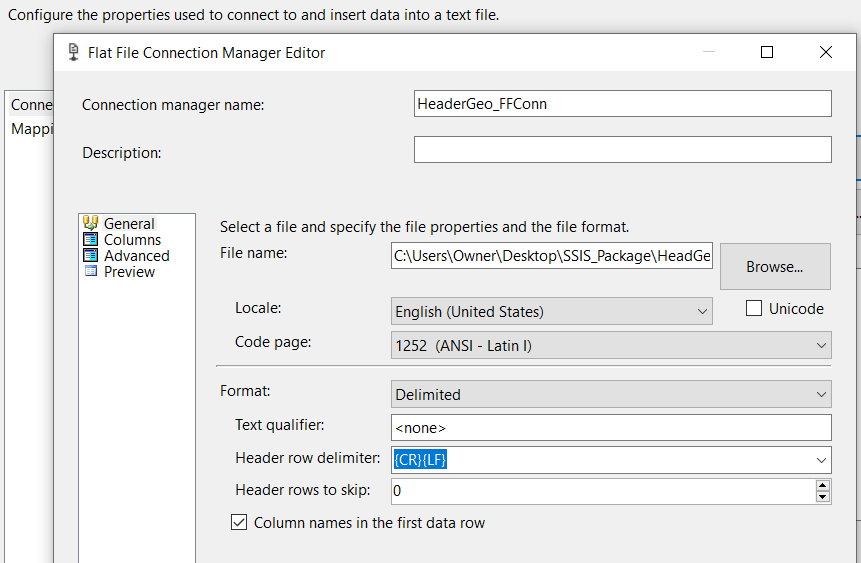 Configure the properties used to connect to and insert data into a text file.
Flat File Connection Manager Editor
Conne
Mappi
Connection manager name:
HeaderGeo_FFConn
Description:
General
Columns
Advanced
Preview
Select a file and specify the file properties and the file format.
File name:
C:\Users\Owner\Desktop\SSIS_Package\HeadGe
Browse...
Locale:
English (United States)
Unicode
Code page:
1252 (ANSI - Latin I)
Format:
Delimited
Text qualifier:
<none>
Header row delimiter:
{CR}{LF}
Header rows to skip:
0
Column names in the first data row